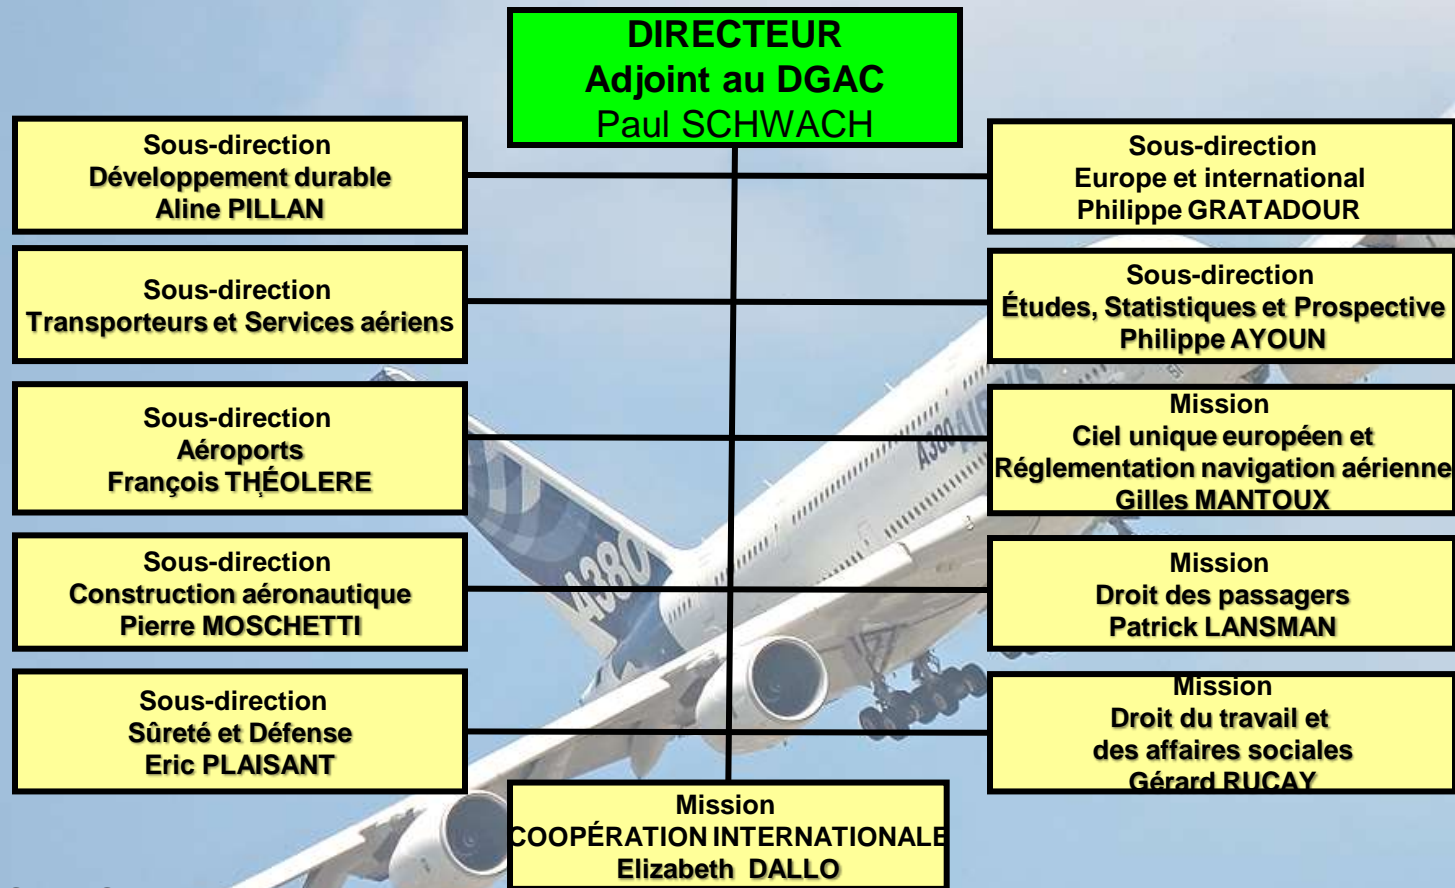 DIRECTEUR
Adjoint au DGAC
Paul SCHWACH
Sous-direction
Développement durable
Aline PILLAN
Sous-direction
Europe et international
Philippe GRATADOUR
Sous-direction
Transporteurs et Services aériens
Sous-direction
Études, Statistiques et Prospective
Philippe AYOUN
Sous-direction
Aéroports
François THÉOLERE
Mission
Ciel unique européen et
Réglementation navigation aérienne
Gilles MANTOUX
Sous-direction
Construction aéronautique
Pierre MOSCHETTI
Mission
Droit des passagers
Patrick LANSMAN
Sous-direction
Sûreté et Défense
Eric PLAISANT
Mission
Droit du travail et
des affaires sociales
Gérard RUCAY
Mission
COOPÉRATION INTERNATIONALE
Elizabeth DALLO
A380
A380